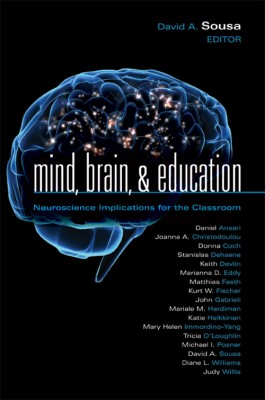 David A. Sousa
EDITOR
mind, brain, & education
Neuroscience Implications for the Classroom
Daniel Ansari
Joanna A. Christodoulou
Donna Coch
Stanislas Dehaene
Keith Devlin
Marianna D. Eddy
Matthias Faeth
Kurt W. Fischer
John Gabrieli
Mariale M. Hardiman
Katie Heikkinen
Mary Helen Immordino-Yang
Tricia O'Loughlin
Michael I. Posner
David A. Sousa
Diane L. Williams
Judy Willis